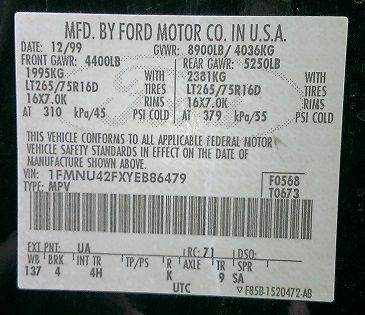 MFD. BY FORD MOTOR CO. IN U.S.A.
DATE: 12/99 GVWR: 8900LB/ 4036KG
FRONT GAWR: 4400LB REAR GAWR: 5250LB
1995KG WITH 2381KG WITH
LT265/75R16D TIRES LT265/75R16D TIRES
16X7.0K RIMS 16X7.0K RIMS
AT 310 kPa/45 PSI COLD AT 379 kPa/55 PSI COLD
THIS VEHICLE CONFORMS TO ALL APPLICABLE FEDERAL MOTOR
VEHICLE SAFETY STANDARDS IN EFFECT ON THE DATE OF
MANUFACTURE SHOWN ABOVE.
VIN: 1FMNU42FXYEB86479 F0568
TYPE: MPV T0673
EXT PNT: UA RC: 71 DSO:
WB BRK INT TR TP/PS R AXLE TR SPR
137 4 4H K 9 SA
UTC ▽ F85B-1520472-AB